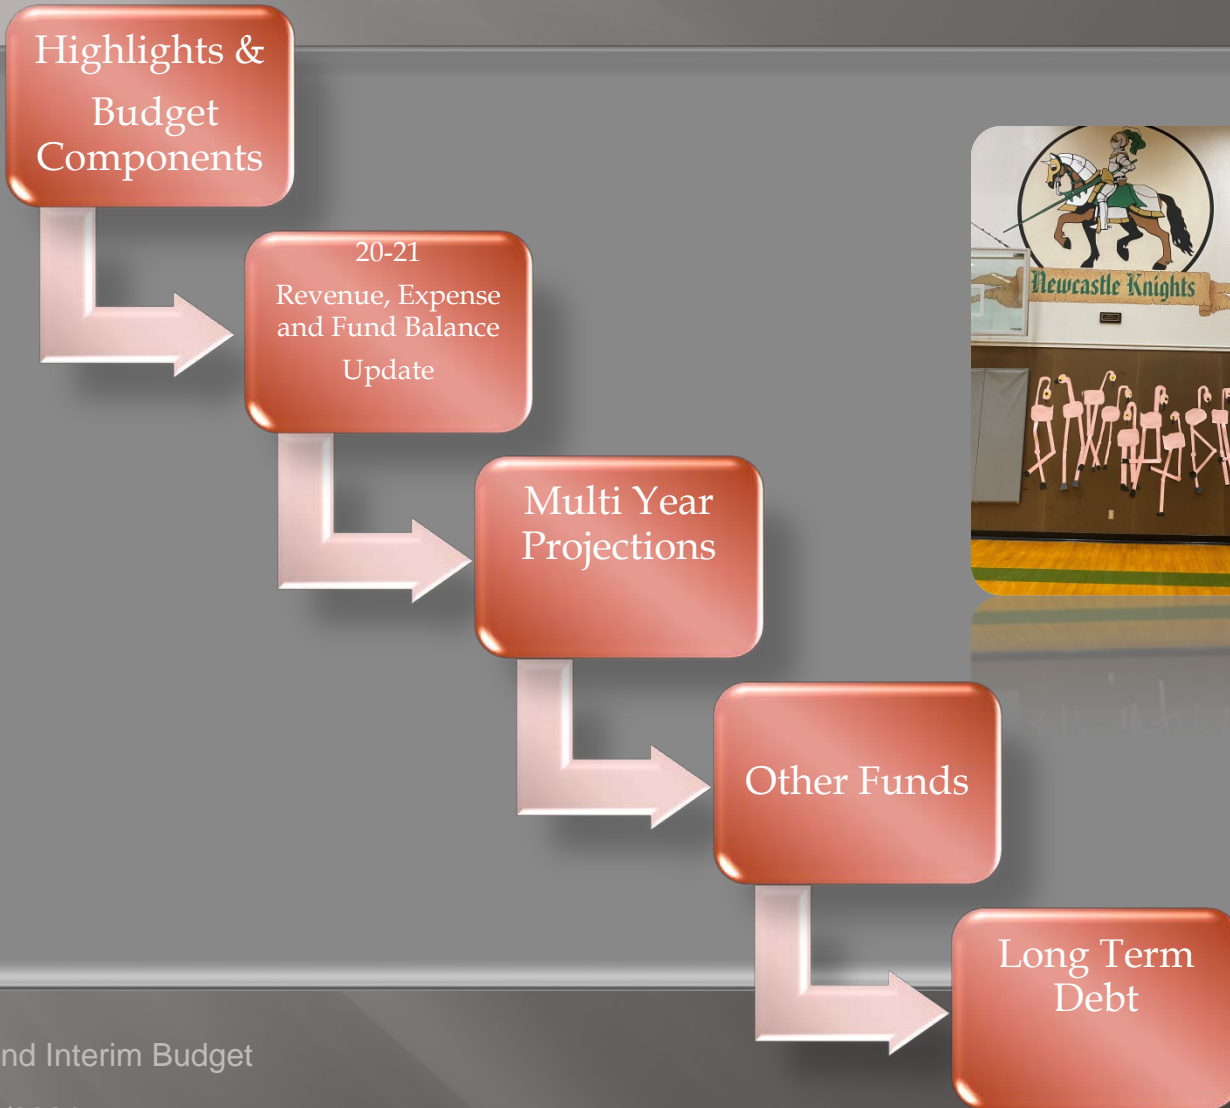 Highlights &
Budget
Components
20-21
Revenue, Expense
and Fund Balance
Update
Newcastle Knights
Multi Year
Projections
Other Funds
Long Term
Debt
nd Interim Budget